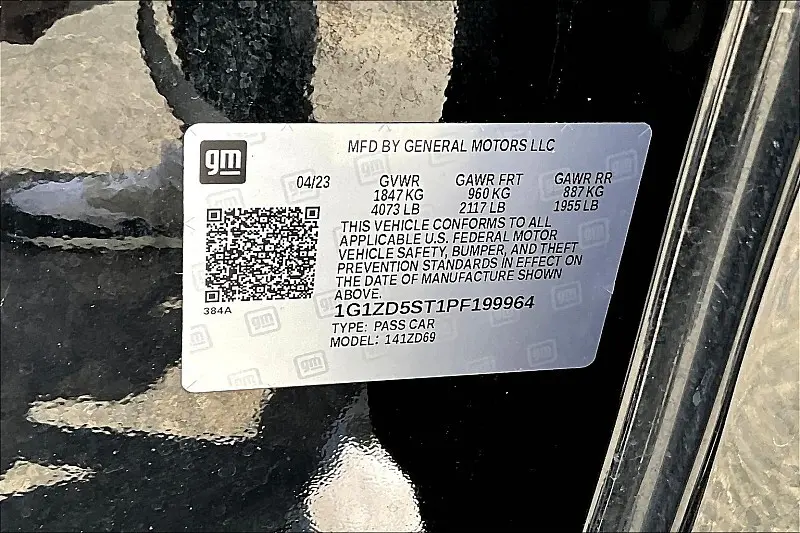 gm
MFD BY GENERAL MOTORS LLC
04/23 GVWR GAWR FRT GAWR RR
1847 KG 960 KG 887 KG
4073 LB 2117 LB 1955 LB
THIS VEHICLE CONFORMS TO ALL
APPLICABLE U.S. FEDERAL MOTOR
VEHICLE SAFETY, BUMPER, AND THEFT
PREVENTION STANDARDS IN EFFECT ON
THE DATE OF MANUFACTURE SHOWN
ABOVE.
384A
1G1ZD5ST1PF199964
TYPE: PASS CAR
MODEL: 141ZD69